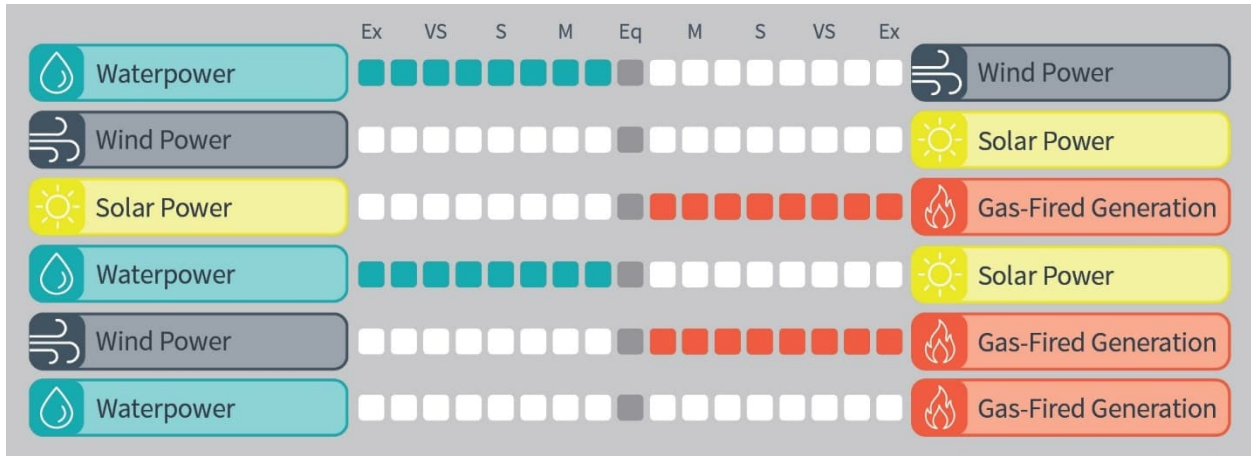 Ex VS S M Eq M S VS Ex
Waterpower Wind Power
Wind Power Solar Power
Solar Power Gas-Fired Generation
Waterpower Solar Power
Wind Power Gas-Fired Generation
Waterpower Gas-Fired Generation